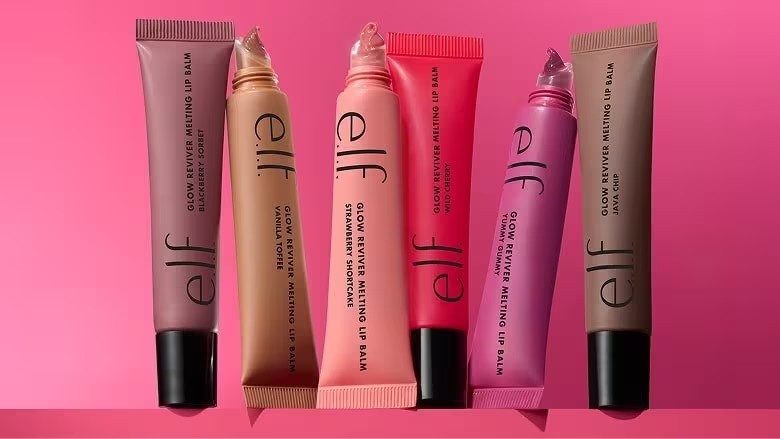 e.l.f.
GLOW REVIVER MELTING LIP BALM
BLACKBERRY SORBET
e.l.f.
GLOW REVIVER MELTING LIP BALM
VANILLA TOFFEE
e.l.f.
GLOW REVIVER MELTING LIP BALM
STRAWBERRY SHORTCAKE
e.l.f.
GLOW REVIVER MELTING LIP BALM
WILD CHERRY
e.l.f.
GLOW REVIVER MELTING LIP BALM
YUMMY GUMMY
e.l.f.
GLOW REVIVER MELTING LIP BALM
JAVA CHIP